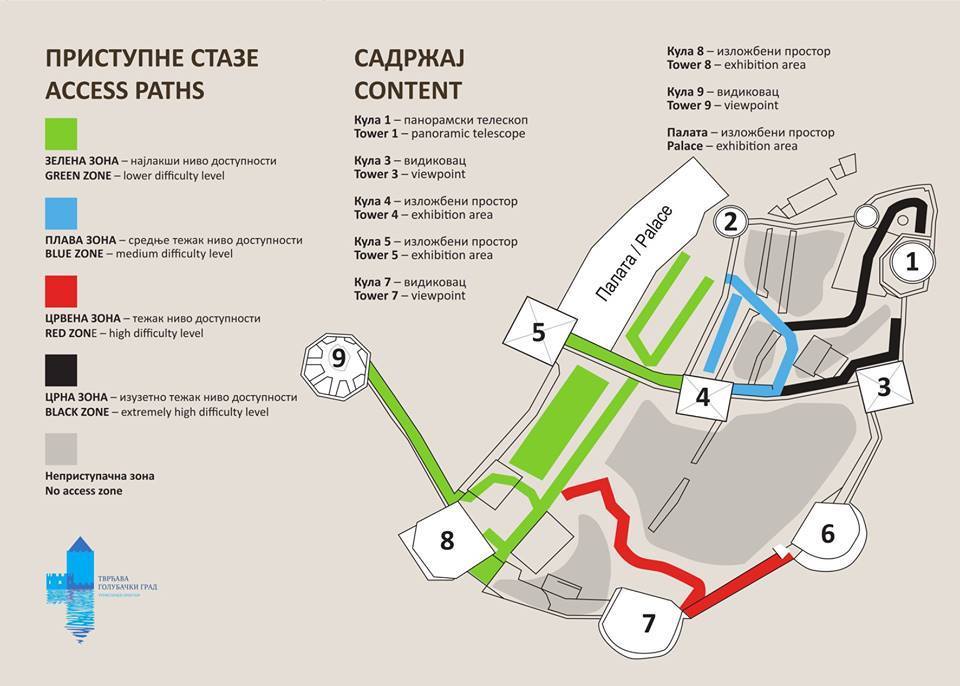 ПРИСТУПНЕ СТАЗЕ
ACCESS PATHS
ЗЕЛЕНА ЗОНА – најлакши ниво доступности
GREEN ZONE – lower difficulty level
ПЛАВА ЗОНА – средње тежак ниво доступности
BLUE ZONE – medium difficulty level
ЦРВЕНА ЗОНА – тежак ниво доступности
RED ZONE – high difficulty level
ЦРНА ЗОНА – изузетно тежак ниво доступности
BLACK ZONE – extremely high difficulty level
Неприступачна зона
No access zone
ТВРЂАВА
ГОЛУБАЧКИ ГРАД
САДРЖАЈ
CONTENT
Кула 1 – панорамски телескоп
Tower 1 – panoramic telescope
Кула 3 – видиковац
Tower 3 – viewpoint
Кула 4 – изложбени простор
Tower 4 – exhibition area
Кула 5 – изложбени простор
Tower 5 – exhibition area
Кула 7 – видиковац
Tower 7 – viewpoint
Кула 8 – изложбени простор
Tower 8 – exhibition area
Кула 9 – видиковац
Tower 9 – viewpoint
Палата – изложбени простор
Palace – exhibition area
Палата / Palace
2
1
5
9
4
3
8
6
7